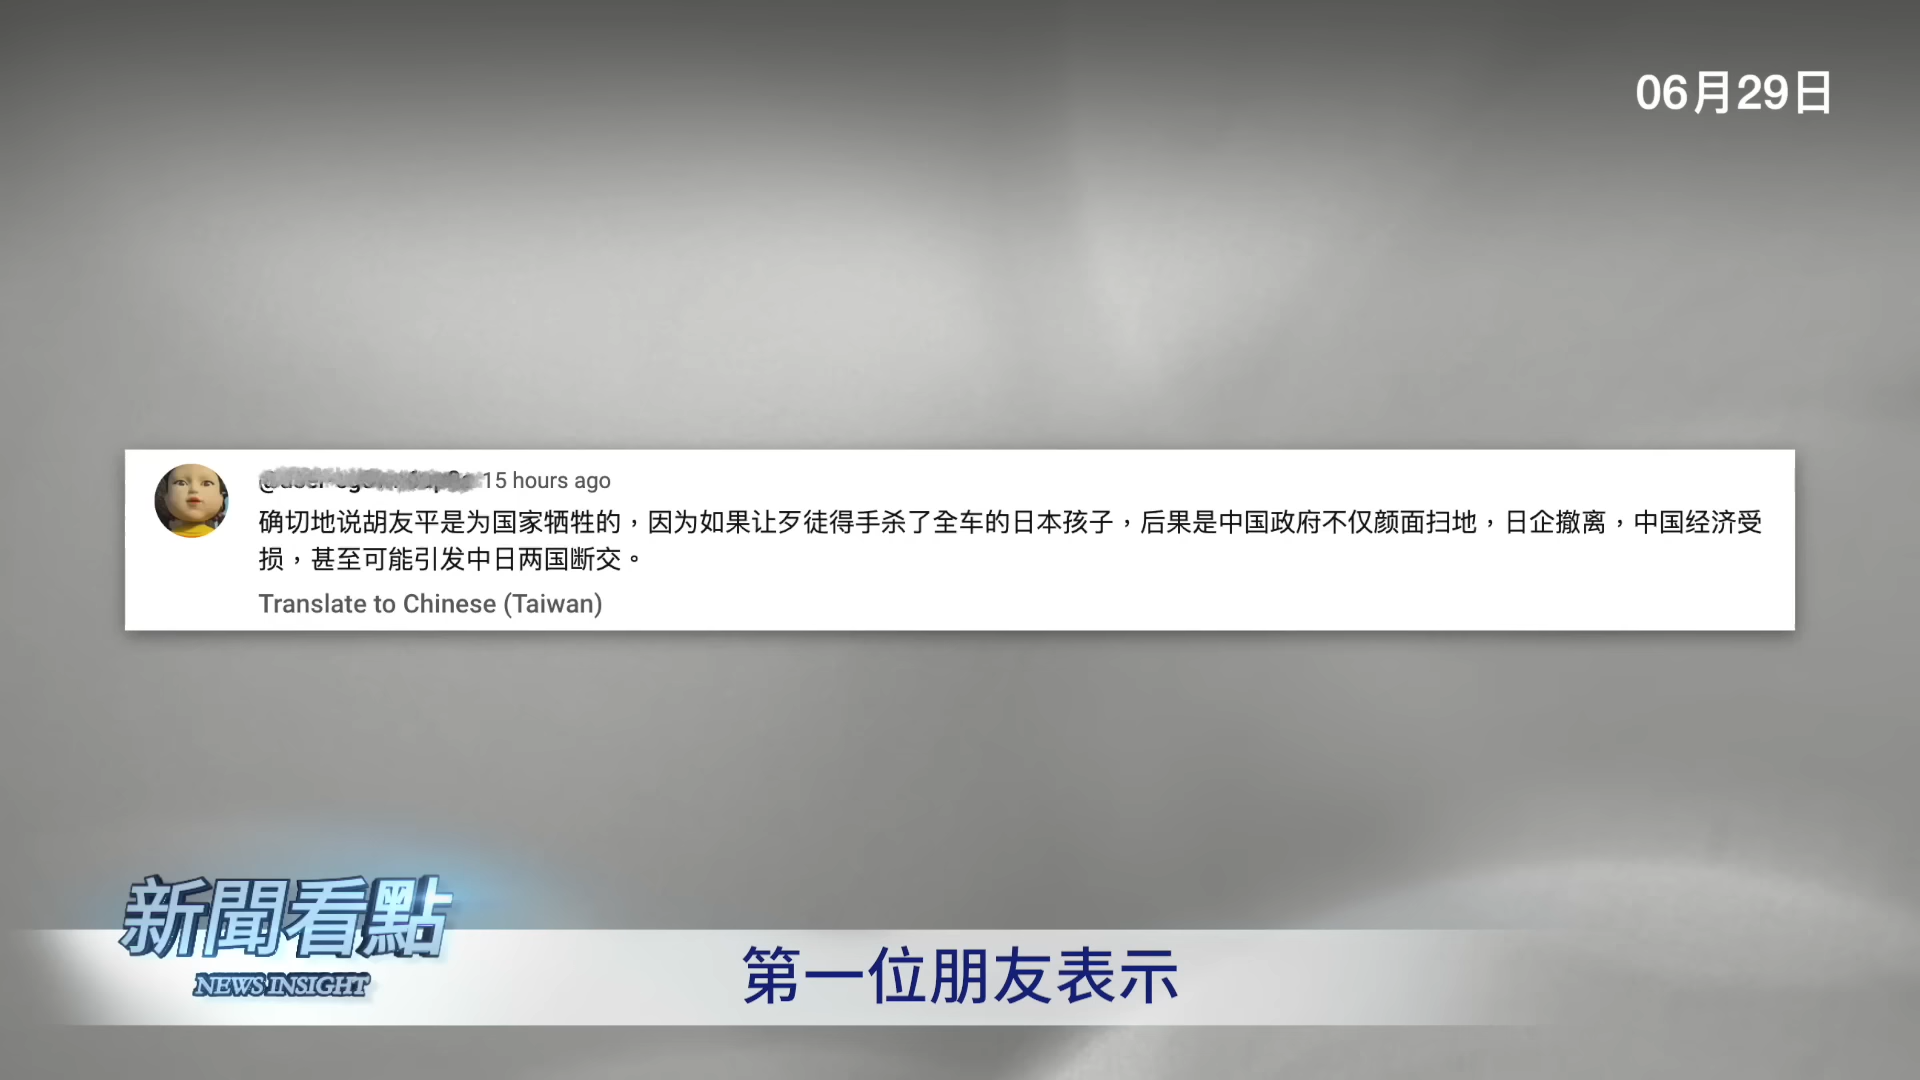 06月29日
15 hours ago
确切地说胡友平是为国家牺牲的，因为如果让歹徒得手杀了全车的日本孩子，后果是中国政府不仅颜面扫地，日企撤离，中国经济受
损，甚至可能引发中日两国断交。
Translate to Chinese (Taiwan)
新聞看點
NEWS INSIGHT
第一位朋友表示